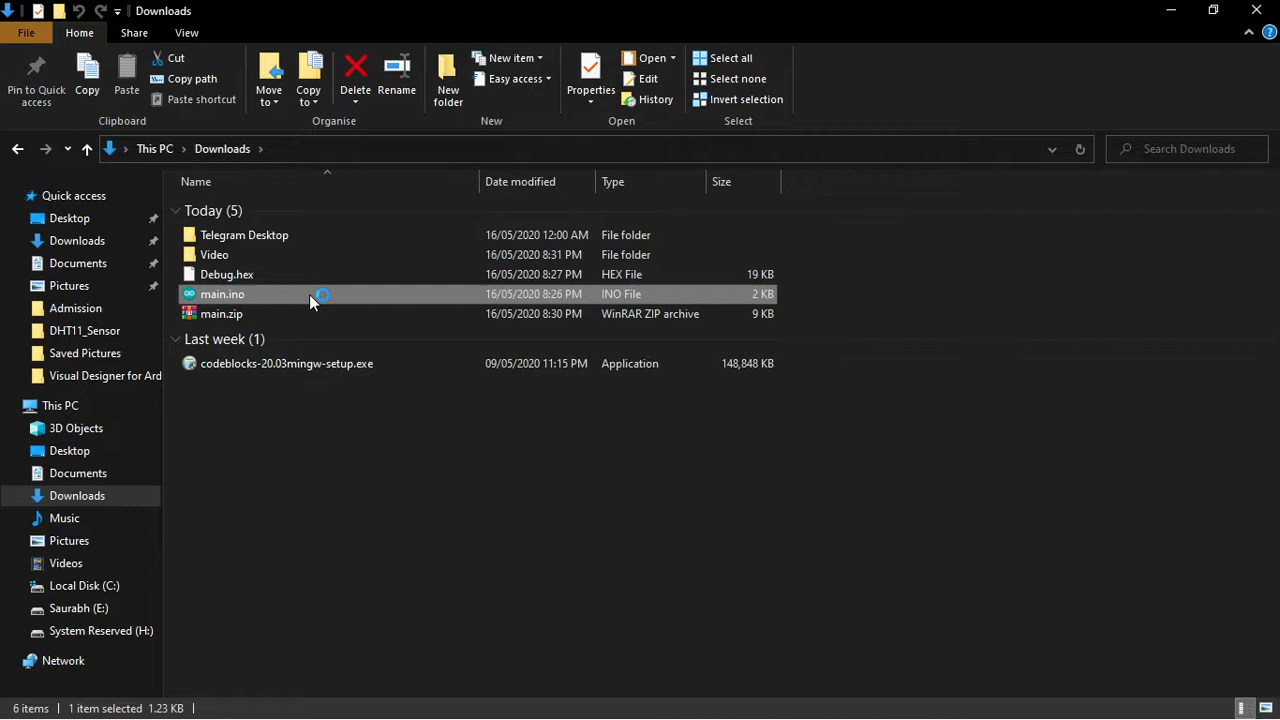 Downloads
File Home Share View
Pin to Quick access
Copy
Paste
Cut
Copy path
Paste shortcut
Clipboard
Move to
Copy to
Delete
Rename
Organise
New folder
New item
Easy access
New
Properties
Open
Edit
History
Open
Select all
Select none
Invert selection
Select
This PC Downloads
Search Downloads
Quick access
Desktop
Downloads
Documents
Pictures
Admission
DHT11_Sensor
Saved Pictures
Visual Designer for Ard
This PC
3D Objects
Desktop
Documents
Downloads
Music
Pictures
Videos
Local Disk (C:)
Saurabh (E:)
System Reserved (H:)
Network
Name Date modified Type Size
Today (5)
Telegram Desktop 16/05/2020 12:00 AM File folder
Video 16/05/2020 8:31 PM File folder
Debug.hex 16/05/2020 8:27 PM HEX File 19 KB
main.ino 16/05/2020 8:26 PM INO File 2 KB
main.zip 16/05/2020 8:30 PM WinRAR ZIP archive 9 KB
Last week (1)
codeblocks-20.03mingw-setup.exe 09/05/2020 11:15 PM Application 148,848 KB
6 items 1 item selected 1.23 KB